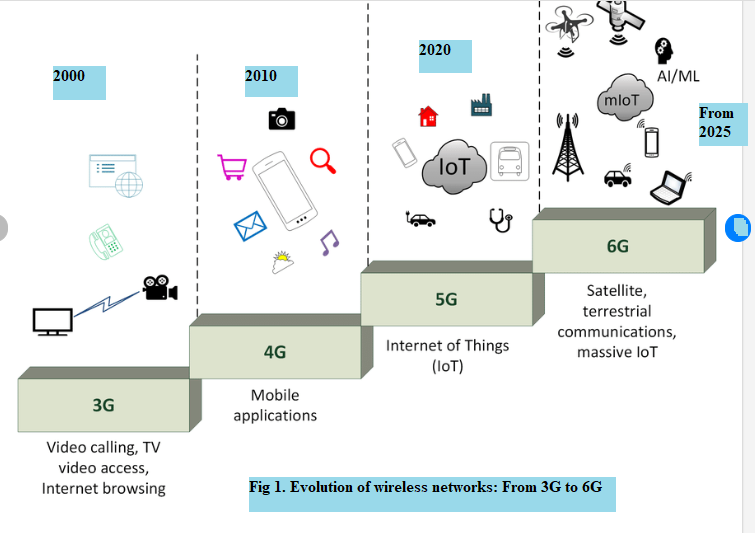 2000
2010
2020
AI/ML
mIoT
From
2025
IoT
6G
Satellite,
terrestrial
communications,
massive IoT
5G
Internet of Things
(IoT)
4G
Mobile
applications
3G
Video calling, TV
video access,
Internet browsing
Fig 1. Evolution of wireless networks: From 3G to 6G